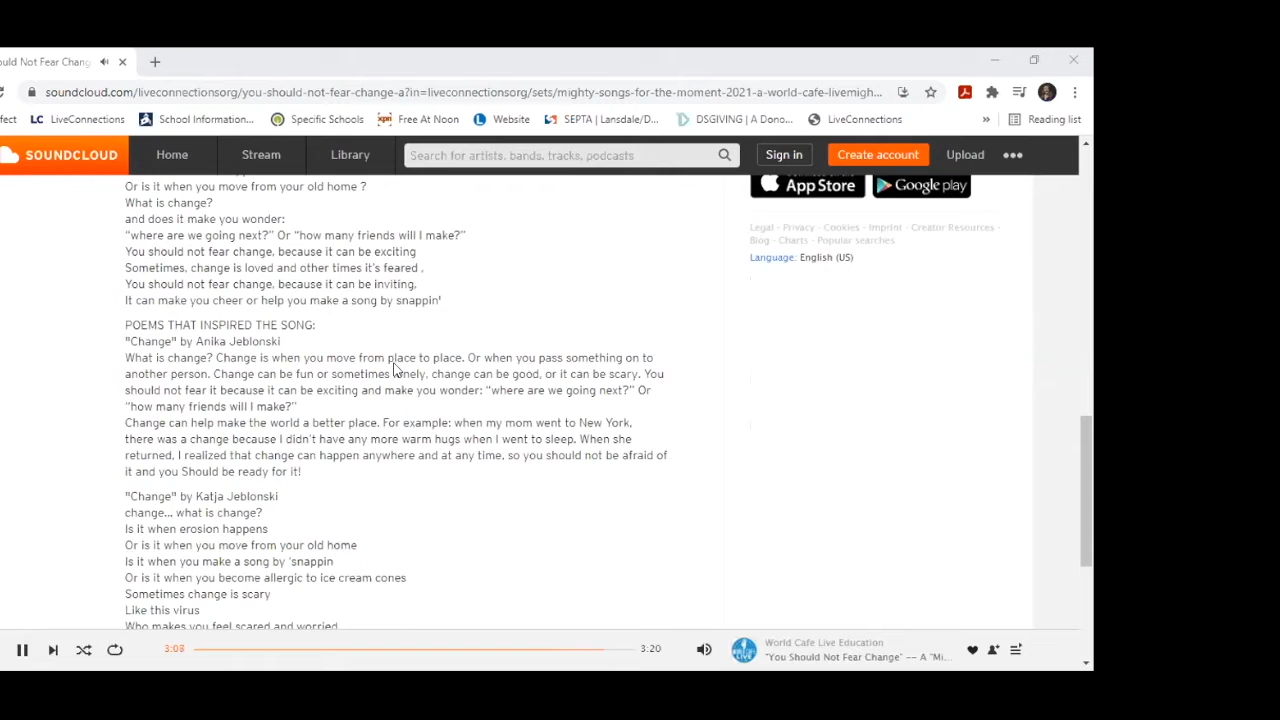 ould Not Fear Chang
soundcloud.com/liveconnectionsorg/you-should-not-fear-change-a?in=liveconnectionsorg/sets/mighty-songs-for-the-moment-2021-a-world-cafe-livemigh...
fect LiveConnections School Information... Specific Schools Free At Noon Website SEPTA | Lansdale/D... DSGIVING | A Dono... LiveConnections » Reading list
SOUNDCLOUD Home Stream Library Search for artists, bands, tracks, podcasts Sign in Create account Upload
App Store Google play
Or is it when you move from your old home ?
What is change?
and does it make you wonder:
“where are we going next?” Or “how many friends will I make?”
You should not fear change, because it can be exciting
Sometimes, change is loved and other times it’s feared ,
You should not fear change, because it can be inviting,
It can make you cheer or help you make a song by snappin'
POEMS THAT INSPIRED THE SONG:
"Change" by Anika Jeblonski
What is change? Change is when you move from place to place. Or when you pass something on to
another person. Change can be fun or sometimes lonely, change can be good, or it can be scary. You
should not fear it because it can be exciting and make you wonder: “where are we going next?” Or
“how many friends will I make?”
Change can help make the world a better place. For example: when my mom went to New York,
there was a change because I didn’t have any more warm hugs when I went to sleep. When she
returned, I realized that change can happen anywhere and at any time, so you should not be afraid of
it and you Should be ready for it!
"Change" by Katja Jeblonski
change... what is change?
Is it when erosion happens
Or is it when you move from your old home
Is it when you make a song by ‘snappin
Or is it when you become allergic to ice cream cones
Sometimes change is scary
Like this virus
Who makes you feel scared and worried
Legal - Privacy - Cookies - Imprint - Creator Resources -
Blog - Charts - Popular searches
Language: English (US)
3:08 3:20
World Cafe Live Education
"You Should Not Fear Change" -- A "Mi...